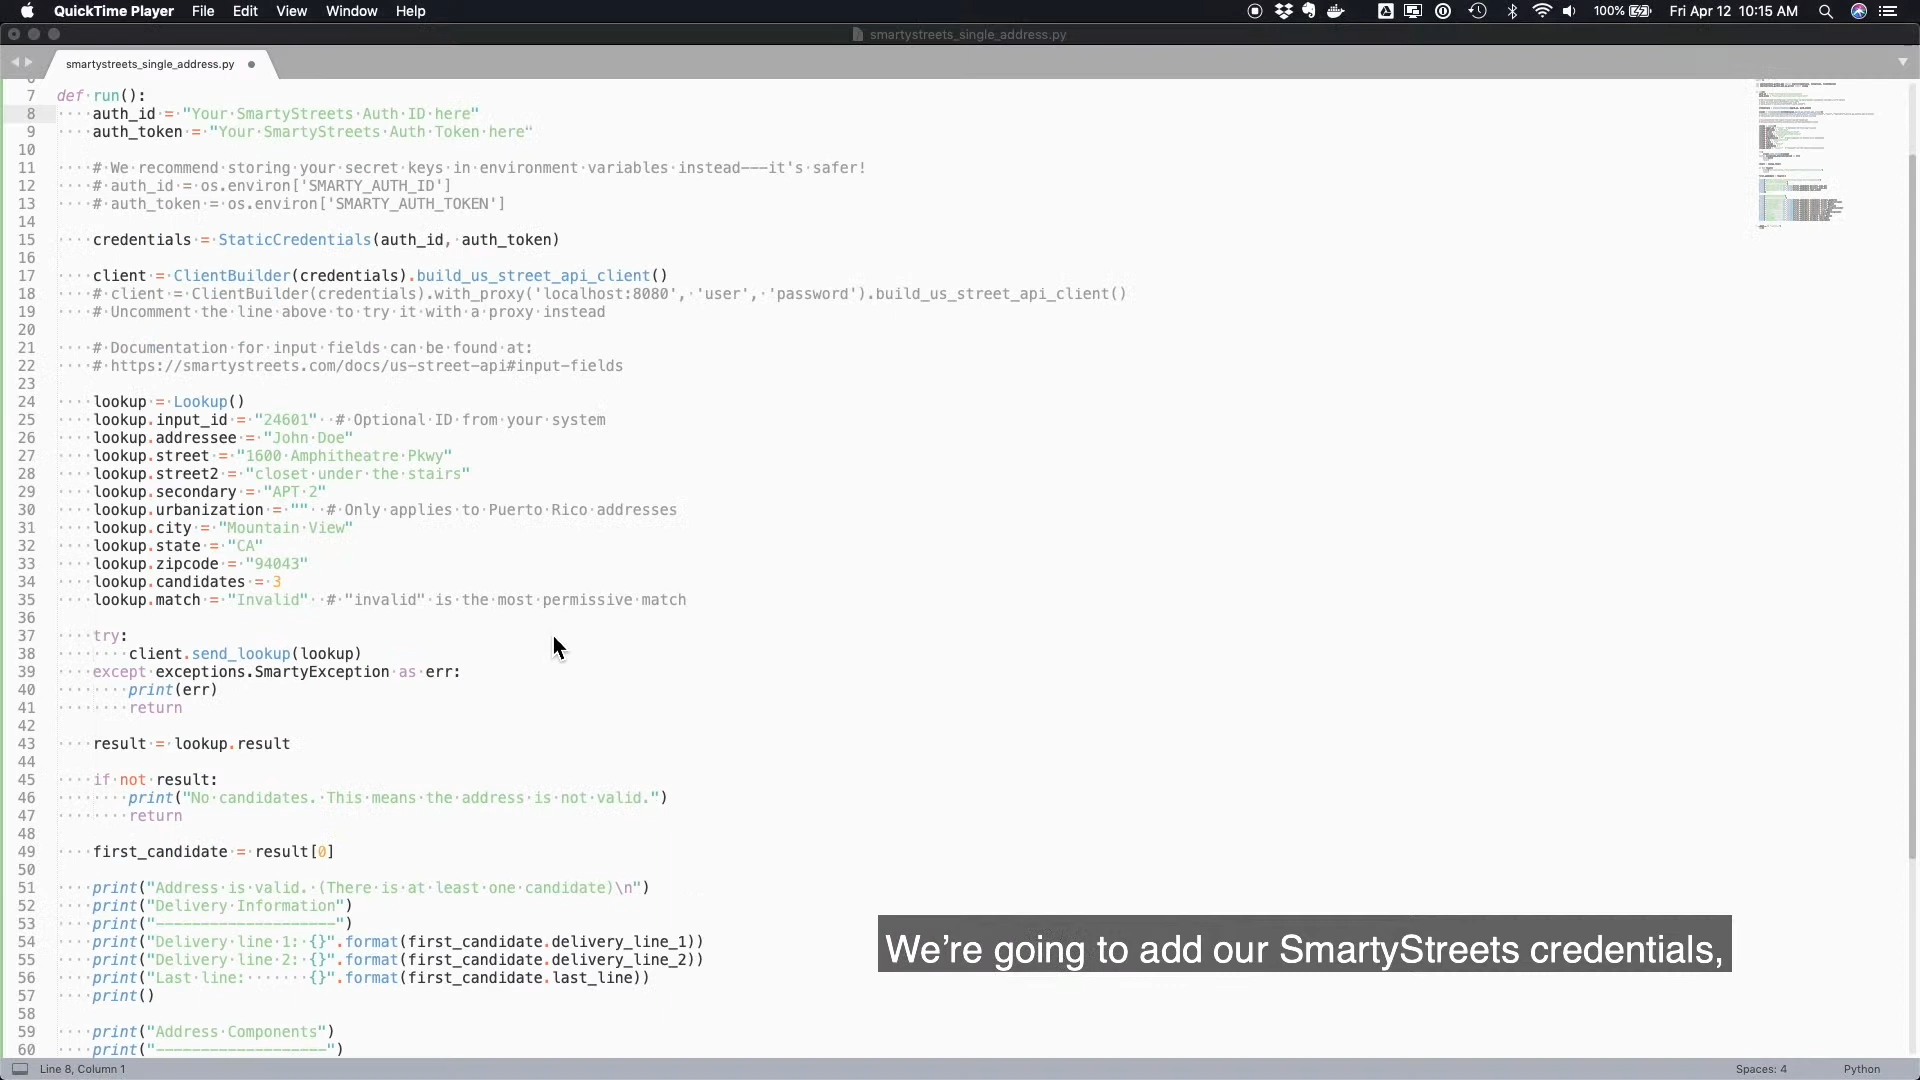 QuickTime Player File Edit View Window Help 100% Fri Apr 12 10:15 AM
smartystreets_single_address.py
smartystreets_single_address.py
7 def run():
8 auth_id = "Your SmartyStreets Auth ID here"
9 auth_token = "Your SmartyStreets Auth Token here"
10
11 # We recommend storing your secret keys in environment variables instead---it's safer!
12 # auth_id = os.environ['SMARTY_AUTH_ID']
13 # auth_token = os.environ['SMARTY_AUTH_TOKEN']
14
15 credentials = StaticCredentials(auth_id, auth_token)
16
17 client = ClientBuilder(credentials).build_us_street_api_client()
18 # client = ClientBuilder(credentials).with_proxy('localhost:8080', 'user', 'password').build_us_street_api_client()
19 # Uncomment the line above to try it with a proxy instead
20
21 # Documentation for input fields can be found at:
22 # https://smartystreets.com/docs/us-street-api#input-fields
23
24 lookup = Lookup()
25 lookup.input_id = "24601" # Optional ID from your system
26 lookup.addressee = "John Doe"
27 lookup.street = "1600 Amphitheatre Pkwy"
28 lookup.street2 = "closet under the stairs"
29 lookup.secondary = "APT 2"
30 lookup.urbanization = "" # Only applies to Puerto Rico addresses
31 lookup.city = "Mountain View"
32 lookup.state = "CA"
33 lookup.zipcode = "94043"
34 lookup.candidates = 3
35 lookup.match = "Invalid" # "invalid" is the most permissive match
36
37 try:
38 client.send_lookup(lookup)
39 except exceptions.SmartyException as err:
40 print(err)
41 return
42
43 result = lookup.result
44
45 if not result:
46 print("No candidates. This means the address is not valid.")
47 return
48
49 first_candidate = result[0]
50
51 print("Address is valid. (There is at least one candidate)\n")
52 print("Delivery Information")
53 print("--------------------")
54 print("Delivery line 1: {}".format(first_candidate.delivery_line_1))
55 print("Delivery line 2: {}".format(first_candidate.delivery_line_2))
56 print("Last line:       {}".format(first_candidate.last_line))
57 print()
58
59 print("Address Components")
60 print("-------------------")
We're going to add our SmartyStreets credentials,
Line 8, Column 1 Spaces: 4 Python